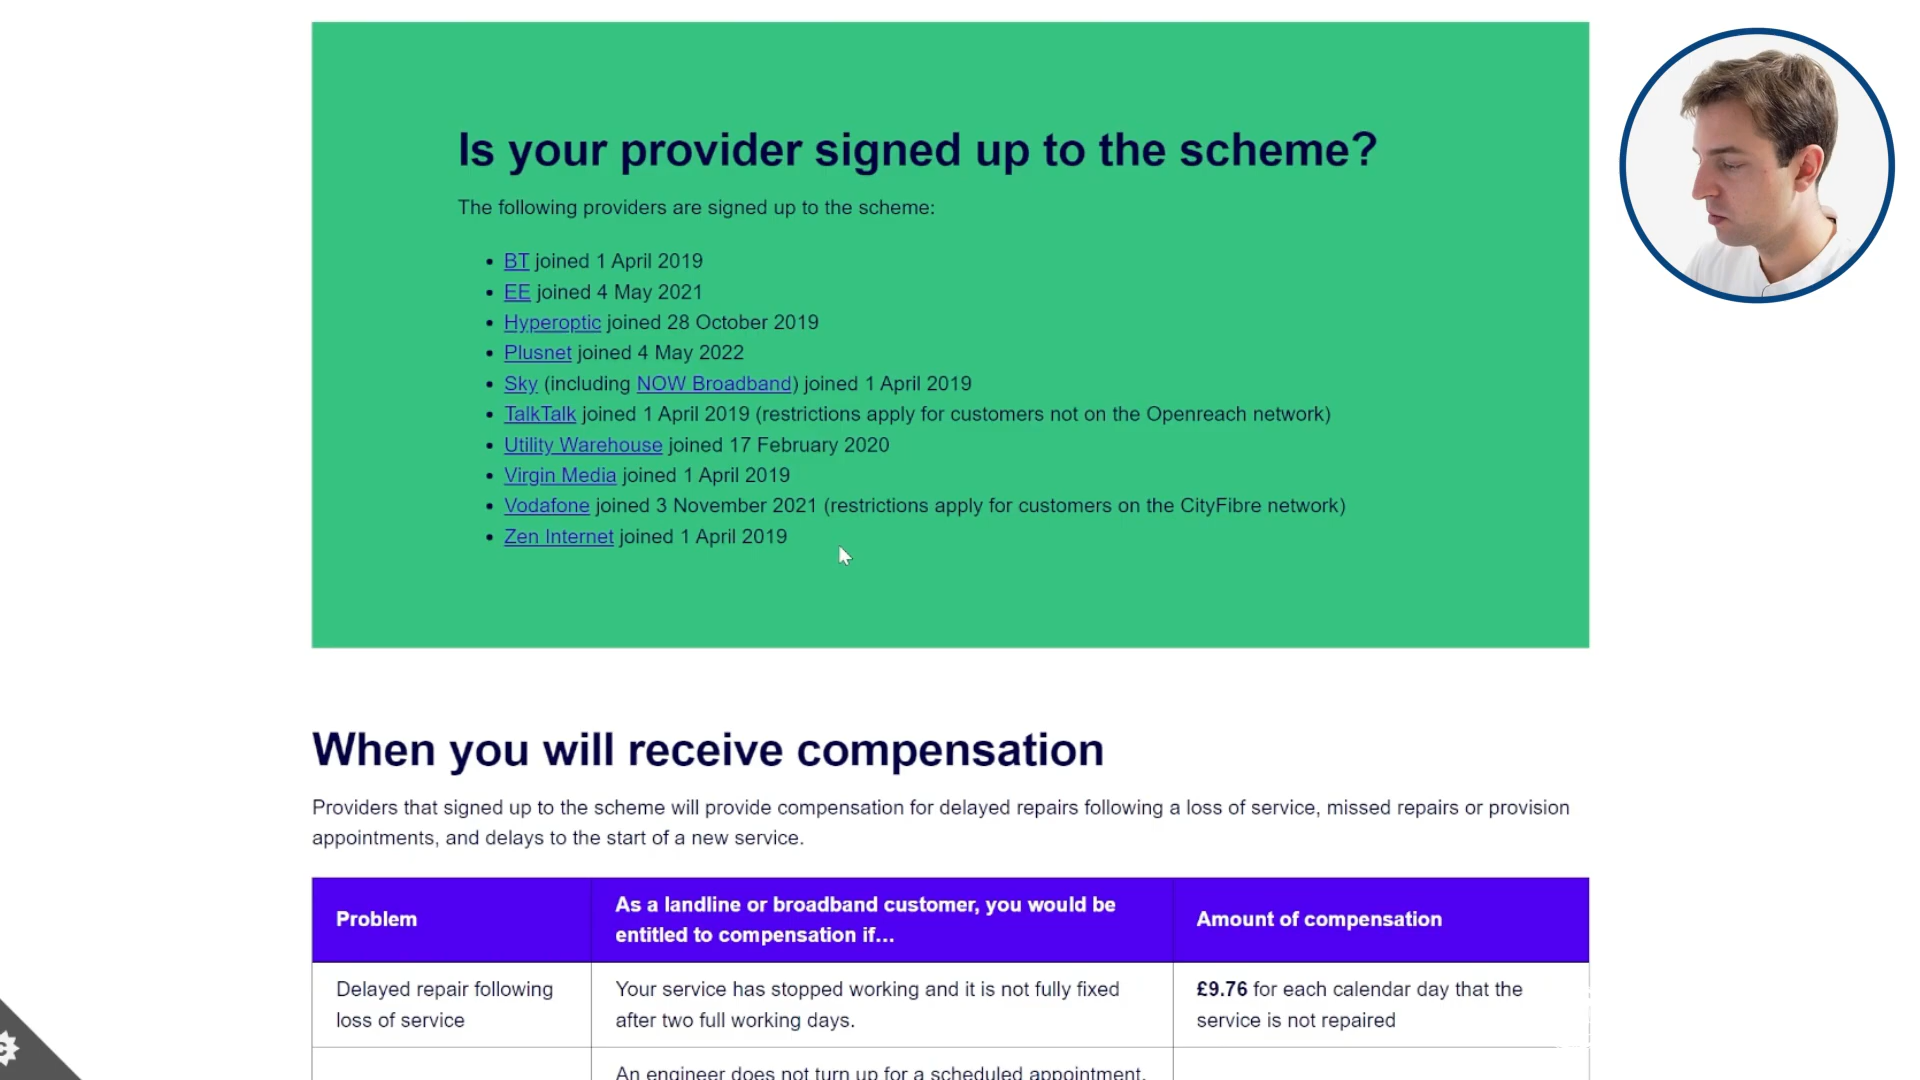 Is your provider signed up to the scheme?
The following providers are signed up to the scheme:
• BT joined 1 April 2019
• EE joined 4 May 2021
• Hyperoptic joined 28 October 2019
• Plusnet joined 4 May 2022
• Sky (including NOW Broadband) joined 1 April 2019
• TalkTalk joined 1 April 2019 (restrictions apply for customers not on the Openreach network)
• Utility Warehouse joined 17 February 2020
• Virgin Media joined 1 April 2019
• Vodafone joined 3 November 2021 (restrictions apply for customers on the CityFibre network)
• Zen Internet joined 1 April 2019
When you will receive compensation
Providers that signed up to the scheme will provide compensation for delayed repairs following a loss of service, missed repairs or provision
appointments, and delays to the start of a new service.
Problem
As a landline or broadband customer, you would be
entitled to compensation if...
Amount of compensation
Delayed repair following
loss of service
Your service has stopped working and it is not fully fixed
after two full working days.
£9.76 for each calendar day that the
service is not repaired
An engineer does not turn up for a scheduled appointment,